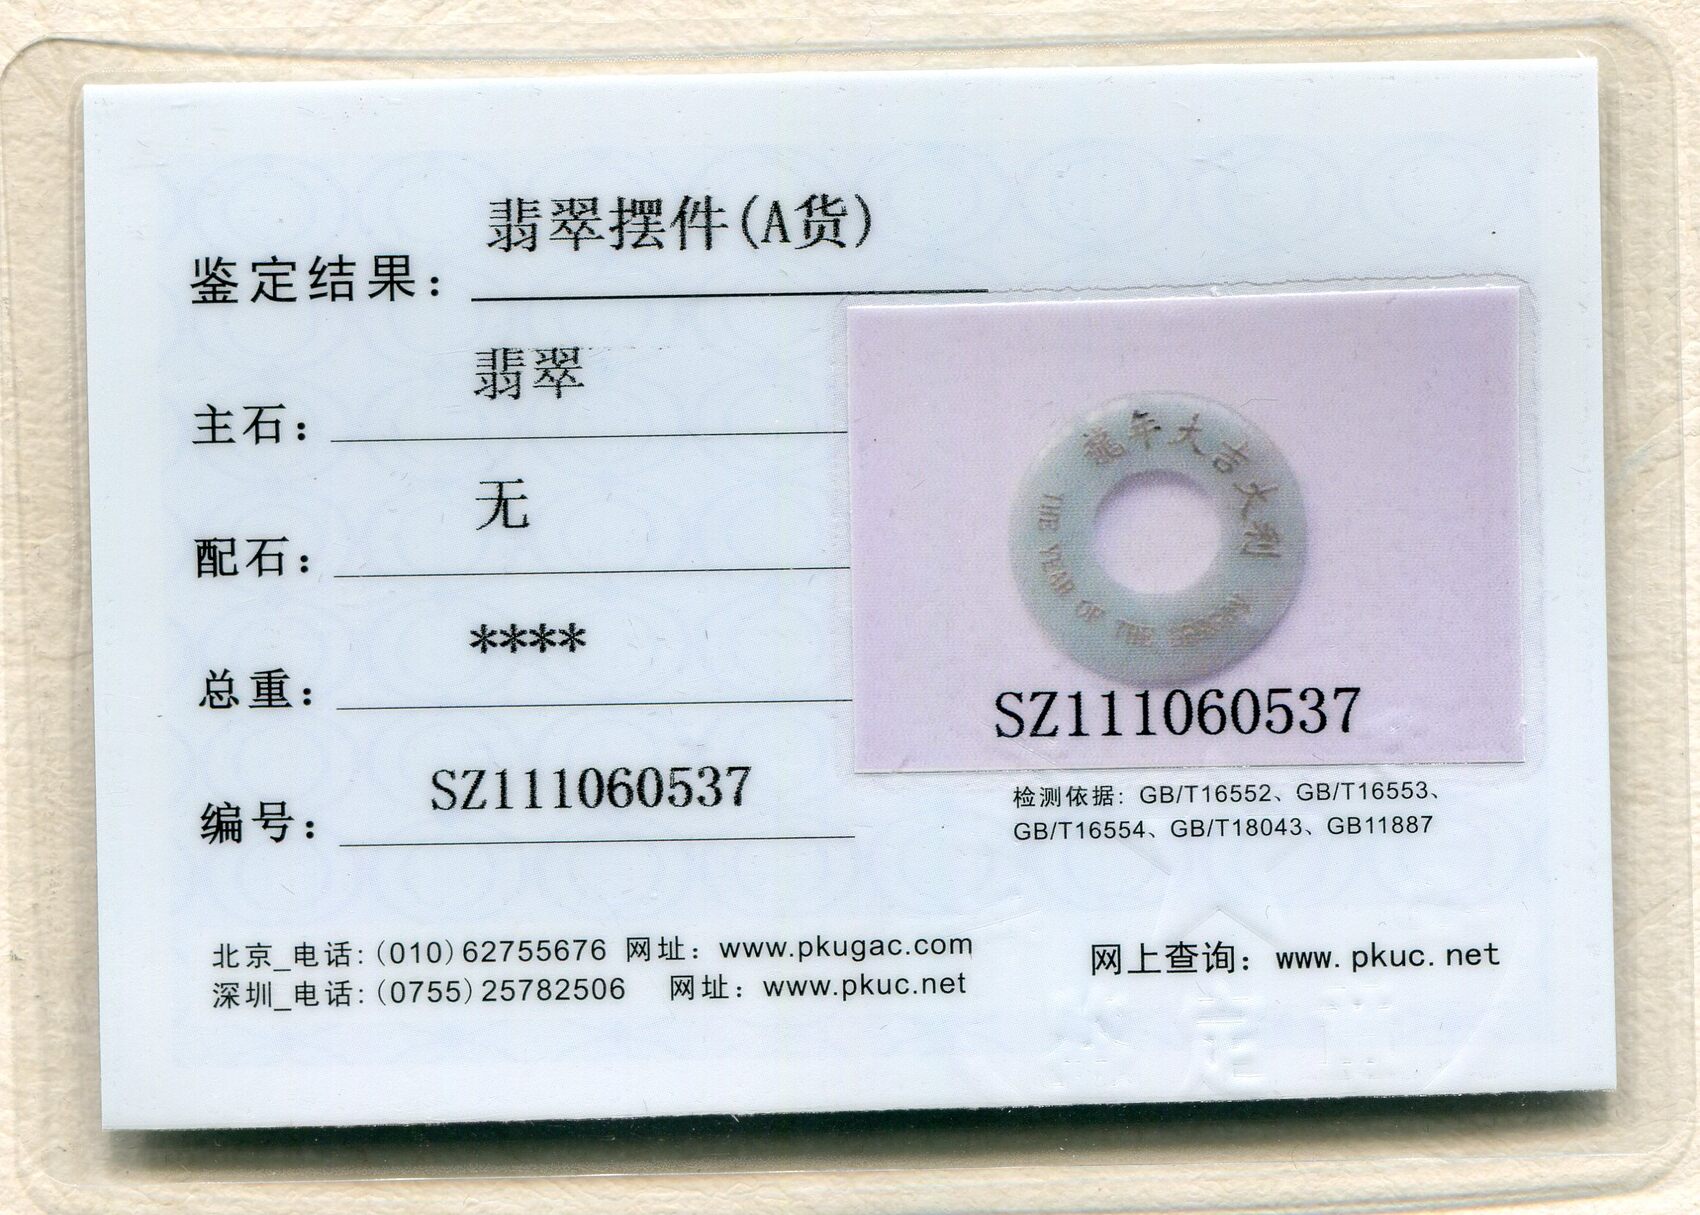 鉴定结果： 翡翠摆件(A货)
主石： 翡翠
配石： 无
总重： ****
编号： SZ111060537
龍年大吉大利
THE YEAR OF THE
SZ111060537
检测依据: GB/T16552、GB/T16553、
GB/T16554、GB/T18043、GB11887
北京_电话:(010)62755676 网址：www.pkugac.com
深圳_电话:(0755)25782506 网址：www.pkuc.net
网上查询：www.pkuc.net